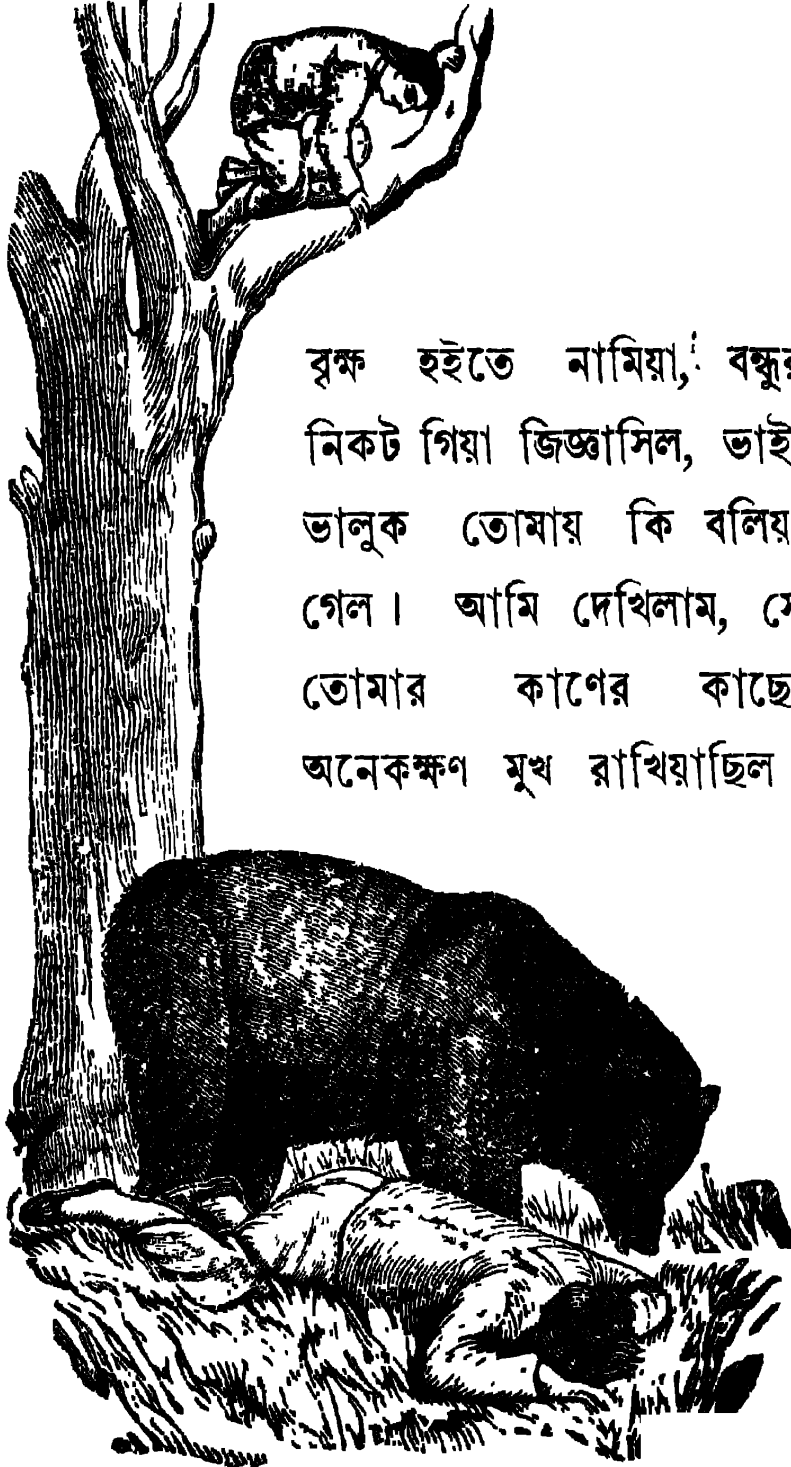 বৃক্ষ হইতে নামিয়া, বন্ধুর
নিকট গিয়া জিজ্ঞাসিল, ভাই
ভালুক তোমায় কি বলিয়
গেল। আমি দেখিলাম, সে
তোমার কাণের কাছে
অনেকক্ষণ মুখ রাখিয়াছিল